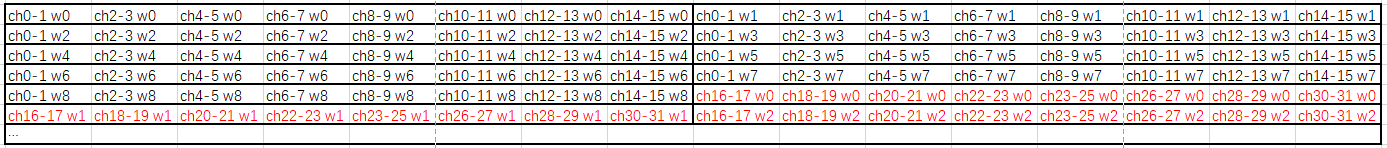 ch0-1 w0 ch2-3 w0 ch4-5 w0 ch6-7 w0 ch8-9 w0 ch10-11 w0 ch12-13 w0 ch14-15 w0 ch0-1 w1 ch2-3 w1 ch4-5 w1 ch6-7 w1 ch8-9 w1 ch10-11 w1 ch12-13 w1 ch14-15 w1
ch0-1 w2 ch2-3 w2 ch4-5 w2 ch6-7 w2 ch8-9 w2 ch10-11 w2 ch12-13 w2 ch14-15 w2 ch0-1 w3 ch2-3 w3 ch4-5 w3 ch6-7 w3 ch8-9 w3 ch10-11 w3 ch12-13 w3 ch14-15 w3
ch0-1 w4 ch2-3 w4 ch4-5 w4 ch6-7 w4 ch8-9 w4 ch10-11 w4 ch12-13 w4 ch14-15 w4 ch0-1 w5 ch2-3 w5 ch4-5 w5 ch6-7 w5 ch8-9 w5 ch10-11 w5 ch12-13 w5 ch14-15 w5
ch0-1 w6 ch2-3 w6 ch4-5 w6 ch6-7 w6 ch8-9 w6 ch10-11 w6 ch12-13 w6 ch14-15 w6 ch0-1 w7 ch2-3 w7 ch4-5 w7 ch6-7 w7 ch8-9 w7 ch10-11 w7 ch12-13 w7 ch14-15 w7
ch0-1 w8 ch2-3 w8 ch4-5 w8 ch6-7 w8 ch8-9 w8 ch10-11 w8 ch12-13 w8 ch14-15 w8 ch16-17 w0 ch18-19 w0 ch20-21 w0 ch22-23 w0 ch23-25 w0 ch26-27 w0 ch28-29 w0 ch30-31 w0
ch16-17 w1 ch18-19 w1 ch20-21 w1 ch22-23 w1 ch23-25 w1 ch26-27 w1 ch28-29 w1 ch30-31 w1 ch16-17 w2 ch18-19 w2 ch20-21 w2 ch22-23 w2 ch23-25 w2 ch26-27 w2 ch28-29 w2 ch30-31 w2
...